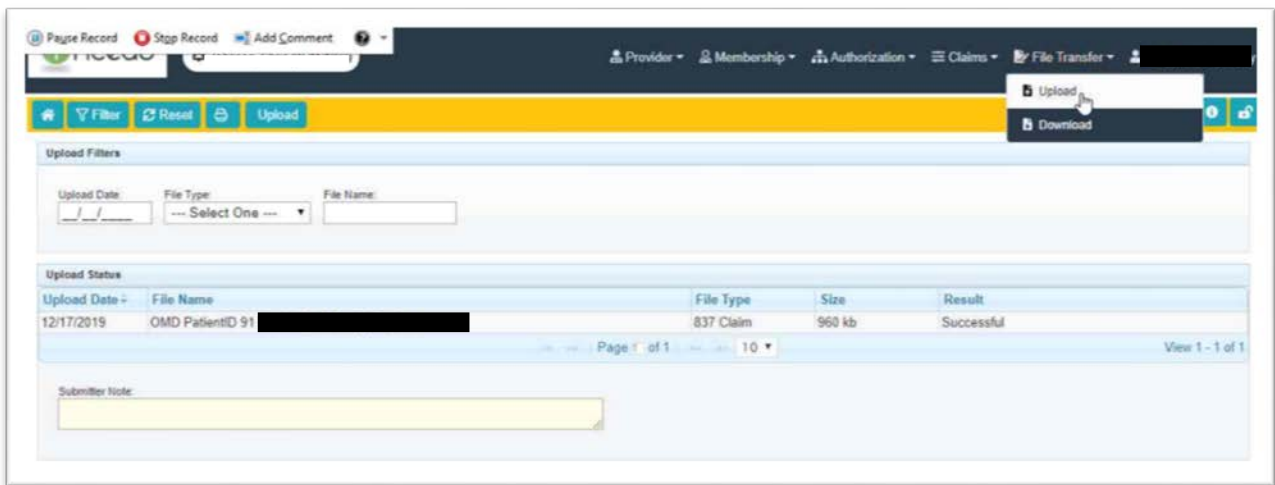 Pause Record Stop Record Add Comment
Provider Membership Authorization Claims File Transfer
Upload
Download
Filter Reset Upload
Upload Filters
Upload Date: File Type: File Name:
__/__/____ --- Select One ---
Upload Status
Upload Date File Name File Type Size Result
12/17/2019 OMD PatientID 91 837 Claim 960 kb Successful
Page 1 of 1 10 View 1 - 1 of 1
Submitter Note: